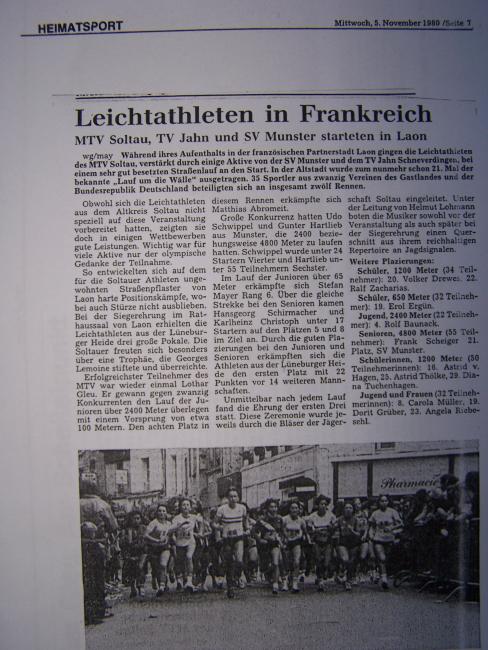 HEIMATSPORT
Mittwoch, 5. November 1980 /Seite 7
Leichtathleten in Frankreich
MTV Soltau, TV Jahn und SV Munster starteten in Laon
wg/may Während ihres Aufenthalts in der französischen Partnerstadt Laon gingen die Leichtathleten
des MTV Soltau, verstärkt durch einige Aktive von der SV Munster und dem TV Jahn Schneverdingen, bei
einem sehr gut besetzten Straßenlauf an den Start. In der Altstadt wurde zum nunmehr schon 21. Mal der
bekannte „Lauf um die Wälle" ausgetragen. 35 Sportler aus zwanzig Vereinen des Gastlandes und der
Bundesrepublik Deutschland beteiligten sich an insgesamt zwölf Rennen.
Obwohl sich die Leichtathleten
aus dem Altkreis Soltau nicht
speziell auf diese Veranstaltung
vorbereitet hatten, zeigten sie
doch in einigen Wettbewerben
gute Leistungen. Wichtig war für
viele Aktive nur der olympische
Gedanke der Teilnahme.
So entwickelten sich auf dem
für die Soltauer Athleten unge-
wohnten Straßenpflaster von
Laon harte Positionskämpfe, wo-
bei auch Stürze nicht ausblieben.
Bei der Siegerehrung im Rat-
haussaal von Laon erhielten die
Leichtathleten aus der Lünebur-
ger Heide drei große Pokale. Die
Soltauer freuten sich besonders
über eine Trophäe, die Georges
Lemoine stiftete und überreichte.
Erfolgreichster Teilnehmer des
MTV war wieder einmal Lothar
Gleu. Er gewann gegen zwanzig
Konkurrenten den Lauf der Ju-
nioren über 2400 Meter überlegen
mit einem Vorsprung von etwa
100 Metern. Den achten Platz in
diesem Rennen erkämpfte sich
Matthias Abromeit.
Große Konkurrenz hatten Udo
Schwippel und Gunter Hartlieb
aus Munster, die 2400 bezie-
hungsweise 4800 Meter zu laufen
hatten. Schwippel wurde unter 24
Startern Vierter und Hartlieb un-
ter 55 Teilnehmern Sechster.
Im Lauf der Junioren über 65
Meter erkämpfte sich Stefan
Mayer Rang 6. Über die gleiche
Strekke bei den Senioren kamen
Hansgeorg Schirmacher und
Karlheinz Christoph unter 17
Startern auf den Plätzen 5 und 8
im Ziel an. Durch die guten Pla-
zierungen bei den Junioren und
Senioren erkämpften sich die
Athleten aus der Lüneburger Hei-
de den ersten Platz mit 22
Punkten vor 14 weiteren Mann-
schaften.
Unmittelbar nach jedem Lauf
fand die Ehrung der ersten Drei
statt. Diese Zeremonie wurde je-
weils durch die Bläser der Jäger-
schaft Soltau eingeleitet. Unter
der Leitung von Helmut Lohmann
boten die Musiker sowohl vor der
Veranstaltung als auch später bei
der Siegerehrung einen Quer-
schnitt aus ihrem reichhaltigen
Repertoire an Jagdsignalen.
Weitere Plazierungen:
Schüler, 1200 Meter (34 Teil-
nehmer): 20. Volker Drewes, 22.
Ralf Zacharias.
Schüler, 650 Meter (32 Teilneh-
mer): 19. Erol Ergün.
Jugend, 2400 Meter (22 Teilneh-
mer): 4. Rolf Baunack.
Senioren, 4800 Meter (55 Teil-
nehmer): Frank Scheiger 21.
Platz, SV Munster.
Schülerinnen, 1200 Meter (50
Teilnehmerinnen): 16. Astrid v.
Hagen, 25. Astrid Thölke, 29. Dia-
na Tuchenhagen.
Jugend und Frauen (32 Teilneh-
merinnen): 8. Carola Müller, 19.
Dorit Grüber, 23. Angela Riebe-
sehl.
Pharmacie